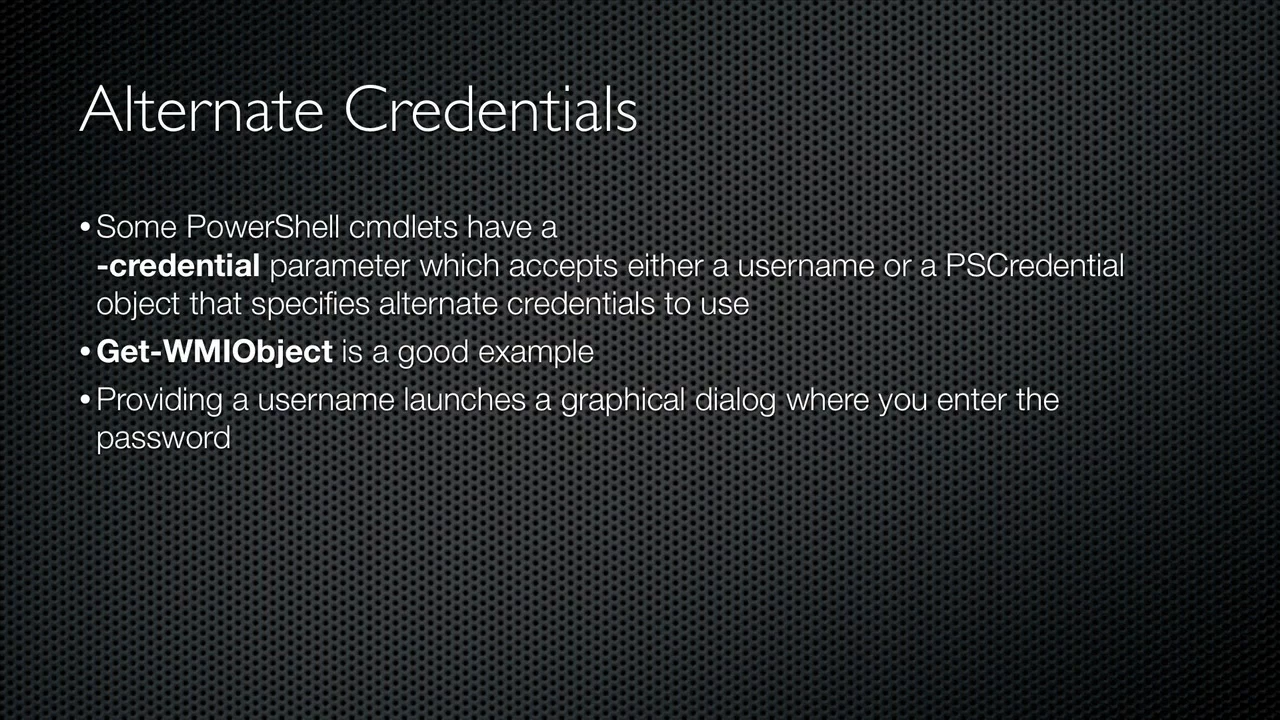 Alternate Credentials
• Some PowerShell cmdlets have a
-credential parameter which accepts either a username or a PSCredential
object that specifies alternate credentials to use
• Get-WMIObject is a good example
• Providing a username launches a graphical dialog where you enter the
password